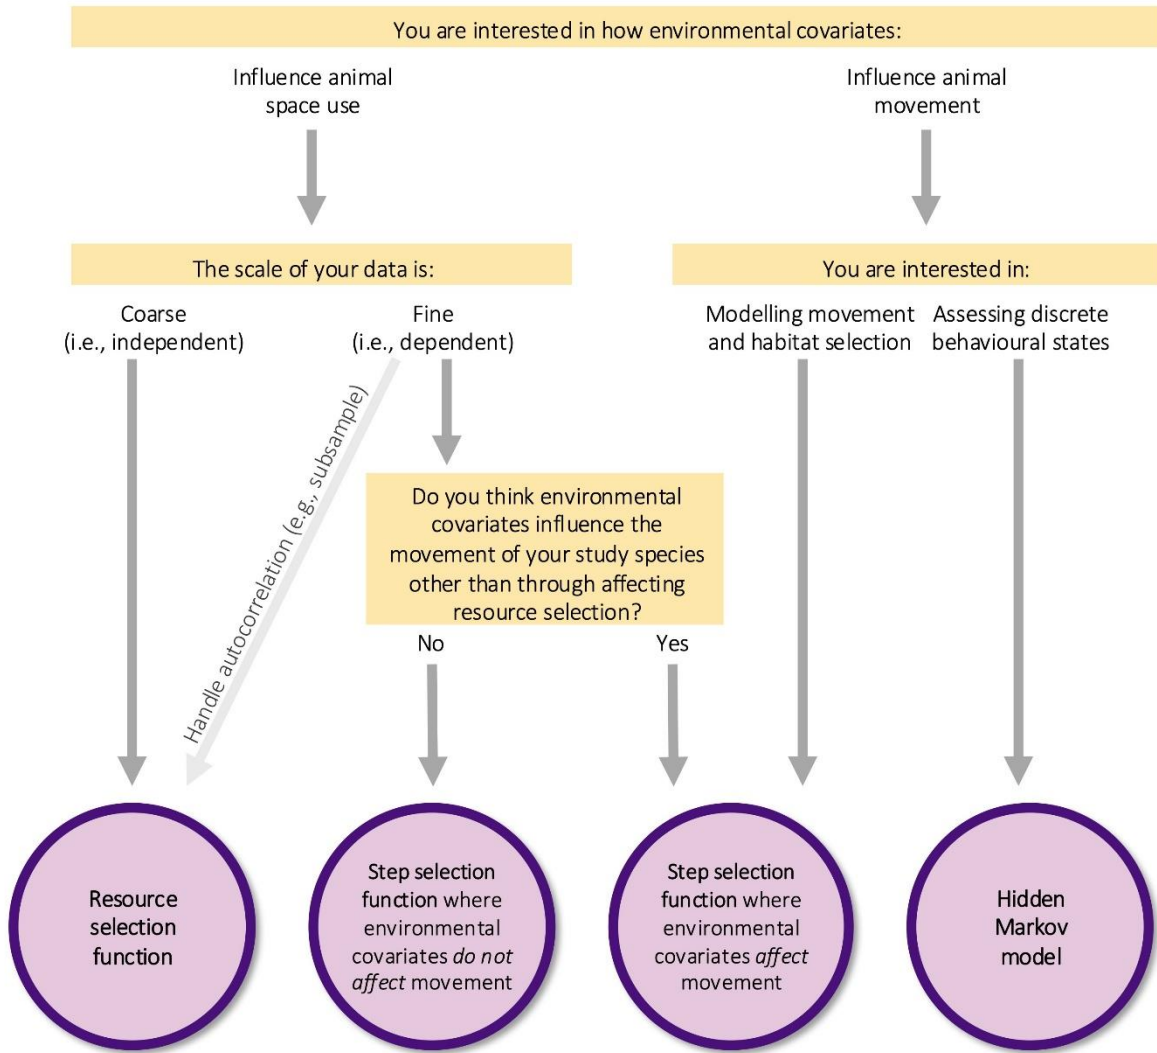 You are interested in how environmental covariates:
Influence animal
space use
Influence animal
movement
The scale of your data is:
You are interested in:
Coarse
(i.e., independent)
Fine
(i.e., dependent)
Modelling movement
and habitat selection
Assessing discrete
behavioural states
Handle autocorrelation (e.g., subsample)
Do you think environmental
covariates influence the
movement of your study species
other than through affecting
resource selection?
No
Yes
Resource
selection
function
Step selection
function where
environmental
covariates do not
affect movement
Step selection
function where
environmental
covariates affect
movement
Hidden
Markov
model